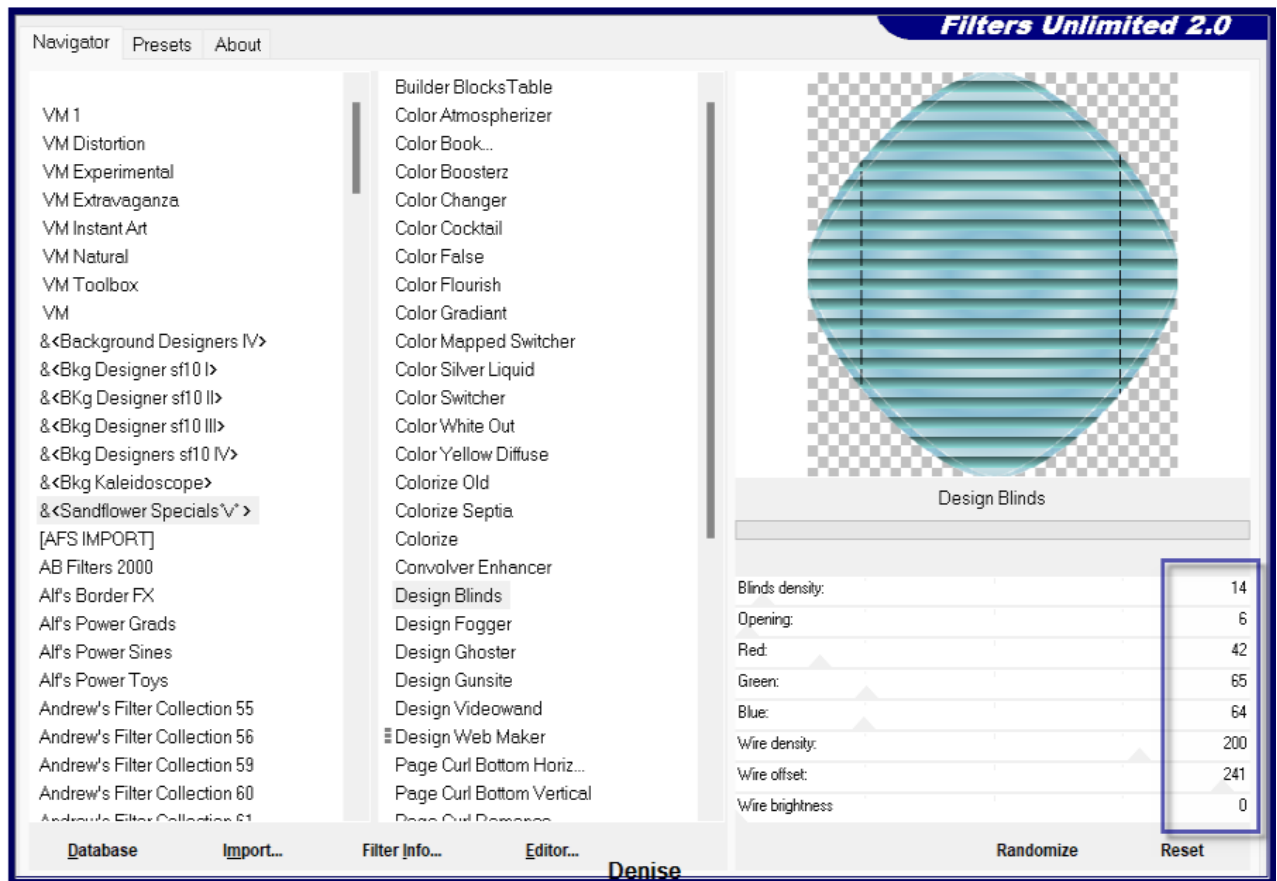 Filters Unlimited 2.0
Navigator Presets About
VM 1
VM Distortion
VM Experimental
VM Extravaganza
VM Instant Art
VM Natural
VM Toolbox
VM
&<Background Designers IV>
&<Bkg Designer sf10 I>
&<BKg Designer sf10 II>
&<Bkg Designer sf10 III>
&<Bkg Designers sf10 IV>
&<Bkg Kaleidoscope>
&<Sandflower Specials°v° >
[AFS IMPORT]
AB Filters 2000
Alf's Border FX
Alf's Power Grads
Alf's Power Sines
Alf's Power Toys
Andrew's Filter Collection 55
Andrew's Filter Collection 56
Andrew's Filter Collection 59
Andrew's Filter Collection 60
Andrew's Filter Collection 61
Builder BlocksTable
Color Atmospherizer
Color Book...
Color Boosterz
Color Changer
Color Cocktail
Color False
Color Flourish
Color Gradiant
Color Mapped Switcher
Color Silver Liquid
Color Switcher
Color White Out
Color Yellow Diffuse
Colorize Old
Colorize Septia
Colorize
Convolver Enhancer
Design Blinds
Design Fogger
Design Ghoster
Design Gunsite
Design Videowand
Design Web Maker
Page Curl Bottom Horiz...
Page Curl Bottom Vertical
Page Curl Romance
Design Blinds
Blinds density: 14
Opening: 6
Red: 42
Green: 65
Blue: 64
Wire density: 200
Wire offset: 241
Wire brightness 0
Database Import... Filter Info... Editor... Randomize Reset
Denise